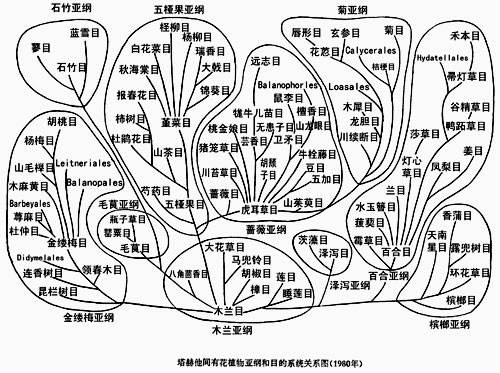 石竹亚纲
蓝雪目
蓼目
石竹目
五桠果亚纲
柽柳目
杨柳目
白花菜目
瑞香目
秋海棠目
大戟目
报春花目
锦葵目
柿树目
堇菜目
杜鹃花目
山茶目
芍药目
五桠果目
菊亚纲
唇形目
玄参目
菊目
花荵目
Calycerales
桔梗目
Loasales
木犀目
龙胆目
川续断目
远志目
Balanophores
鼠李目
牻牛儿苗目
檀香目
桃金娘目
无患子目
山龙眼目
芸香目
卫矛目
猪笼草目
胡颓子目
牛栓藤目
豆目
川苔草目
五加目
蔷薇目
山茱萸目
虎耳草目
蔷薇亚纲
Hydatellales
禾本目
帚灯草目
谷精草目
莎草目
鸭跖草目
姜目
灯心草目
凤梨目
兰目
水玉簪目
菝葜目
霉草目
百合目
百合亚纲
胡桃目
杨梅目
Leitneriales
山毛榉目
Balanopales
木麻黄目
Barbeyales
荨麻目
杜仲目
金缕梅目
Didymelales
连香树目
领春木目
昆栏树目
金缕梅亚纲
毛茛亚纲
瓶子草目
罂粟目
毛茛目
大花草目
马兜铃目
八角茴香目
胡椒目
莲目
樟目
睡莲目
木兰目
木兰亚纲
茨藻目
泽泻目
泽泻亚纲
香蒲目
天南星目
露兜树目
环花草目
槟榔目
槟榔亚纲
塔赫他间有花植物亚纲和目的系统关系图(1980年)